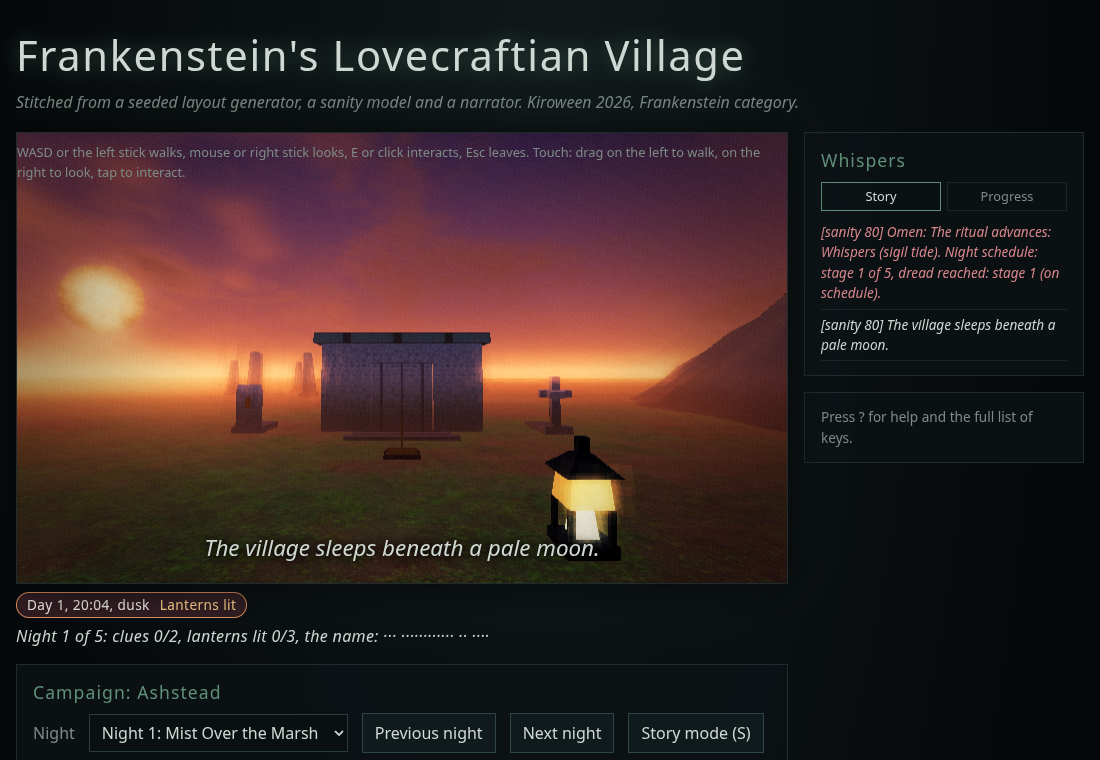 Frankenstein's Lovecraftian Village
Stitched from a seeded layout generator, a sanity model and a narrator. Kiroween 2026, Frankenstein category.
WASD or the left stick walks, mouse or right stick looks, E or click interacts, Esc leaves. Touch: drag on the left to walk, on the
right to look, tap to interact.
The village sleeps beneath a pale moon.
Day 1, 20:04, dusk Lanterns lit
Night 1 of 5: clues 0/2, lanterns lit 0/3, the name: ··· ············ ·· ····
Campaign: Ashstead
Night
Night 1: Mist Over the Marsh
Previous night
Next night
Story mode (S)
Whispers
Story
Progress
[sanity 80] Omen: The ritual advances:
Whispers (sigil tide). Night schedule:
stage 1 of 5, dread reached: stage 1 (on
schedule).
[sanity 80] The village sleeps beneath a
pale moon.
Press ? for help and the full list of
keys.